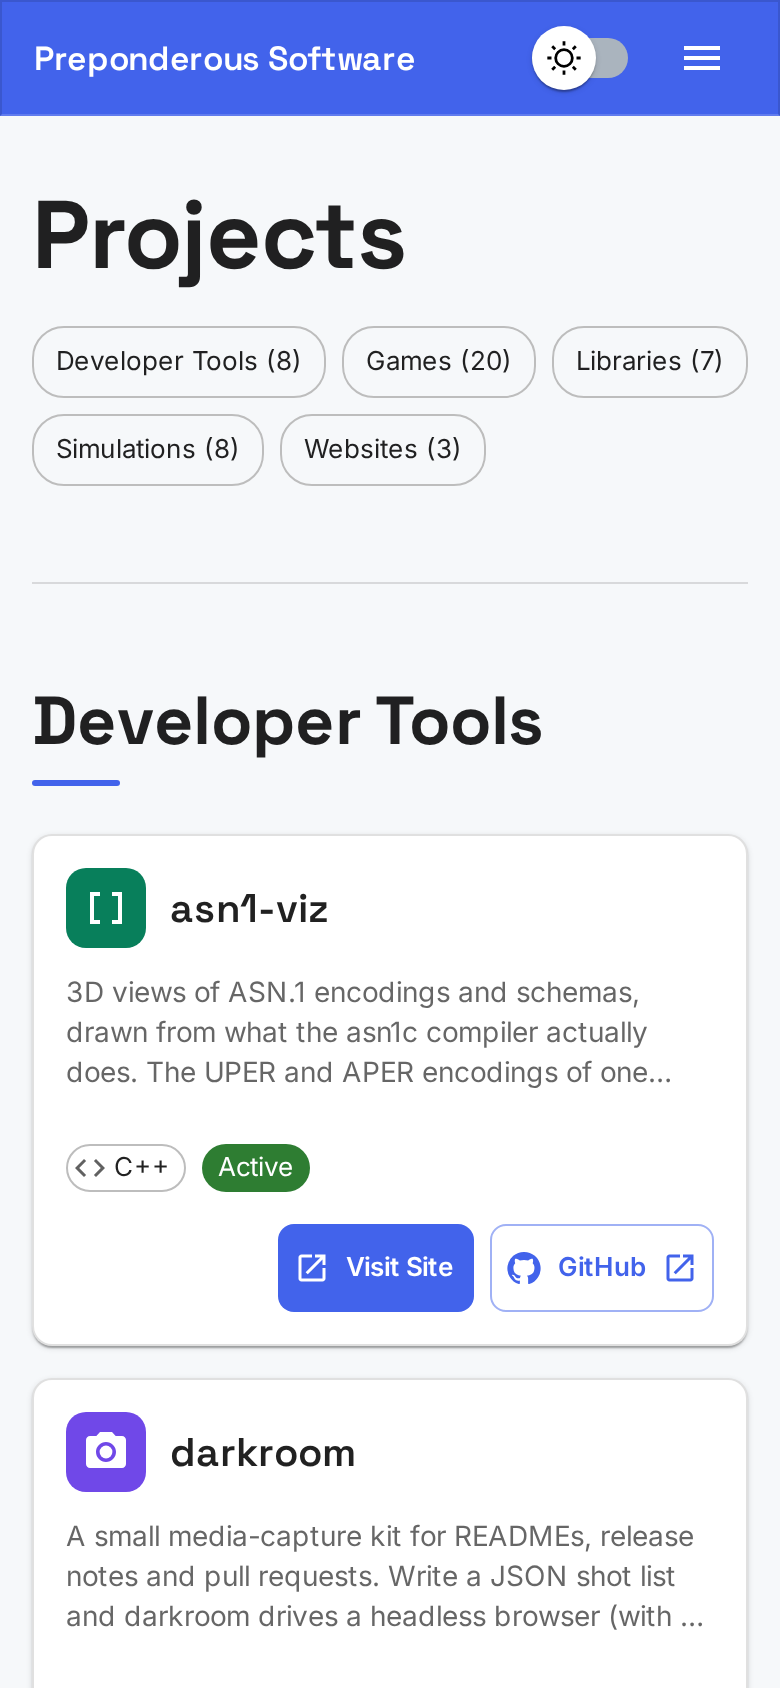 Preponderous Software
Projects
Developer Tools (8)
Games (20)
Libraries (7)
Simulations (8)
Websites (3)
Developer Tools
asn1-viz
3D views of ASN.1 encodings and schemas,
drawn from what the asn1c compiler actually
does. The UPER and APER encodings of one...
C++
Active
Visit Site
GitHub
darkroom
A small media-capture kit for READMEs, release
notes and pull requests. Write a JSON shot list
and darkroom drives a headless browser (with ...